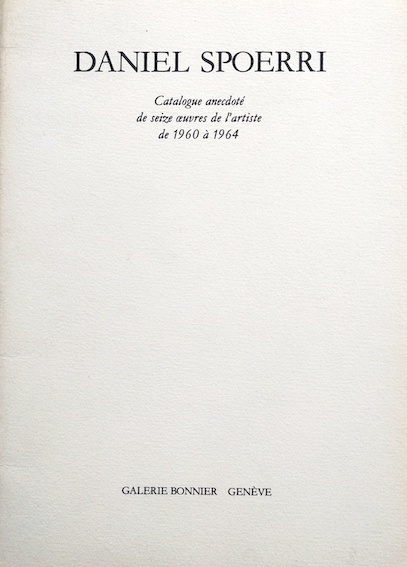 DANIEL SPOERRI
Catalogue anecdoté
de seize œuvres de l'artiste
de 1960 à 1964
GALERIE BONNIER GENÈVE